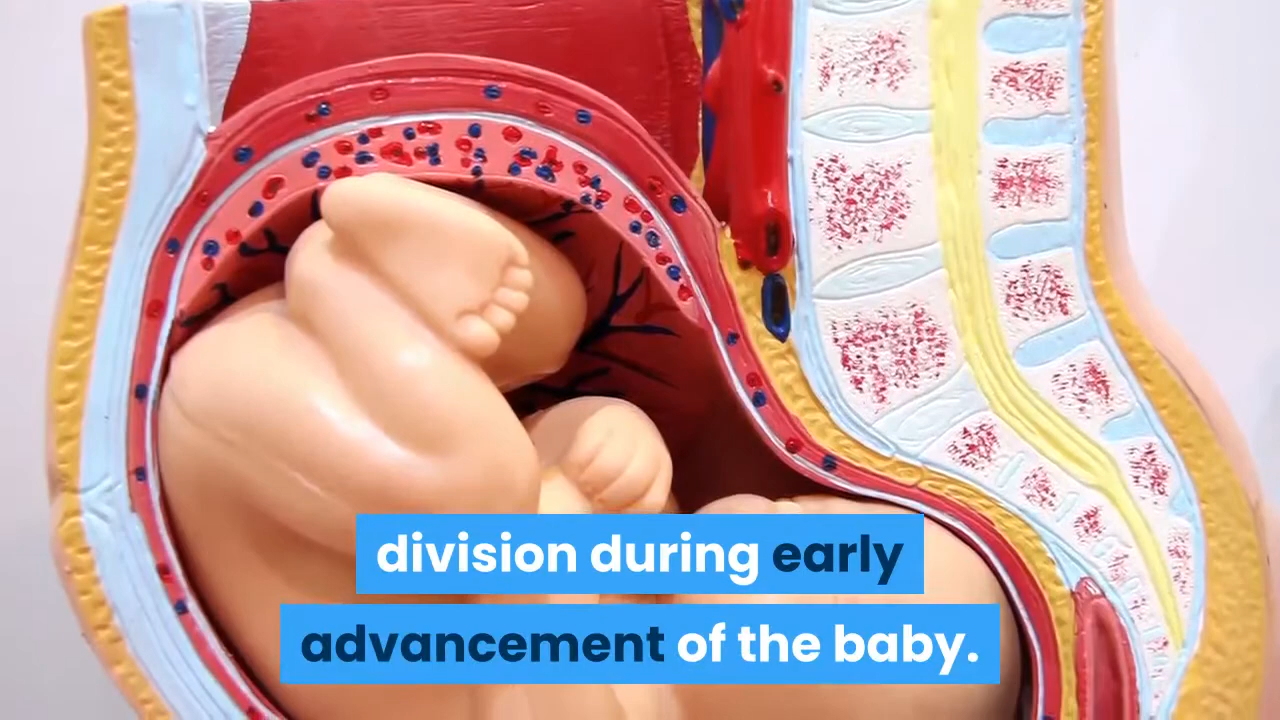 division during early
advancement of the baby.